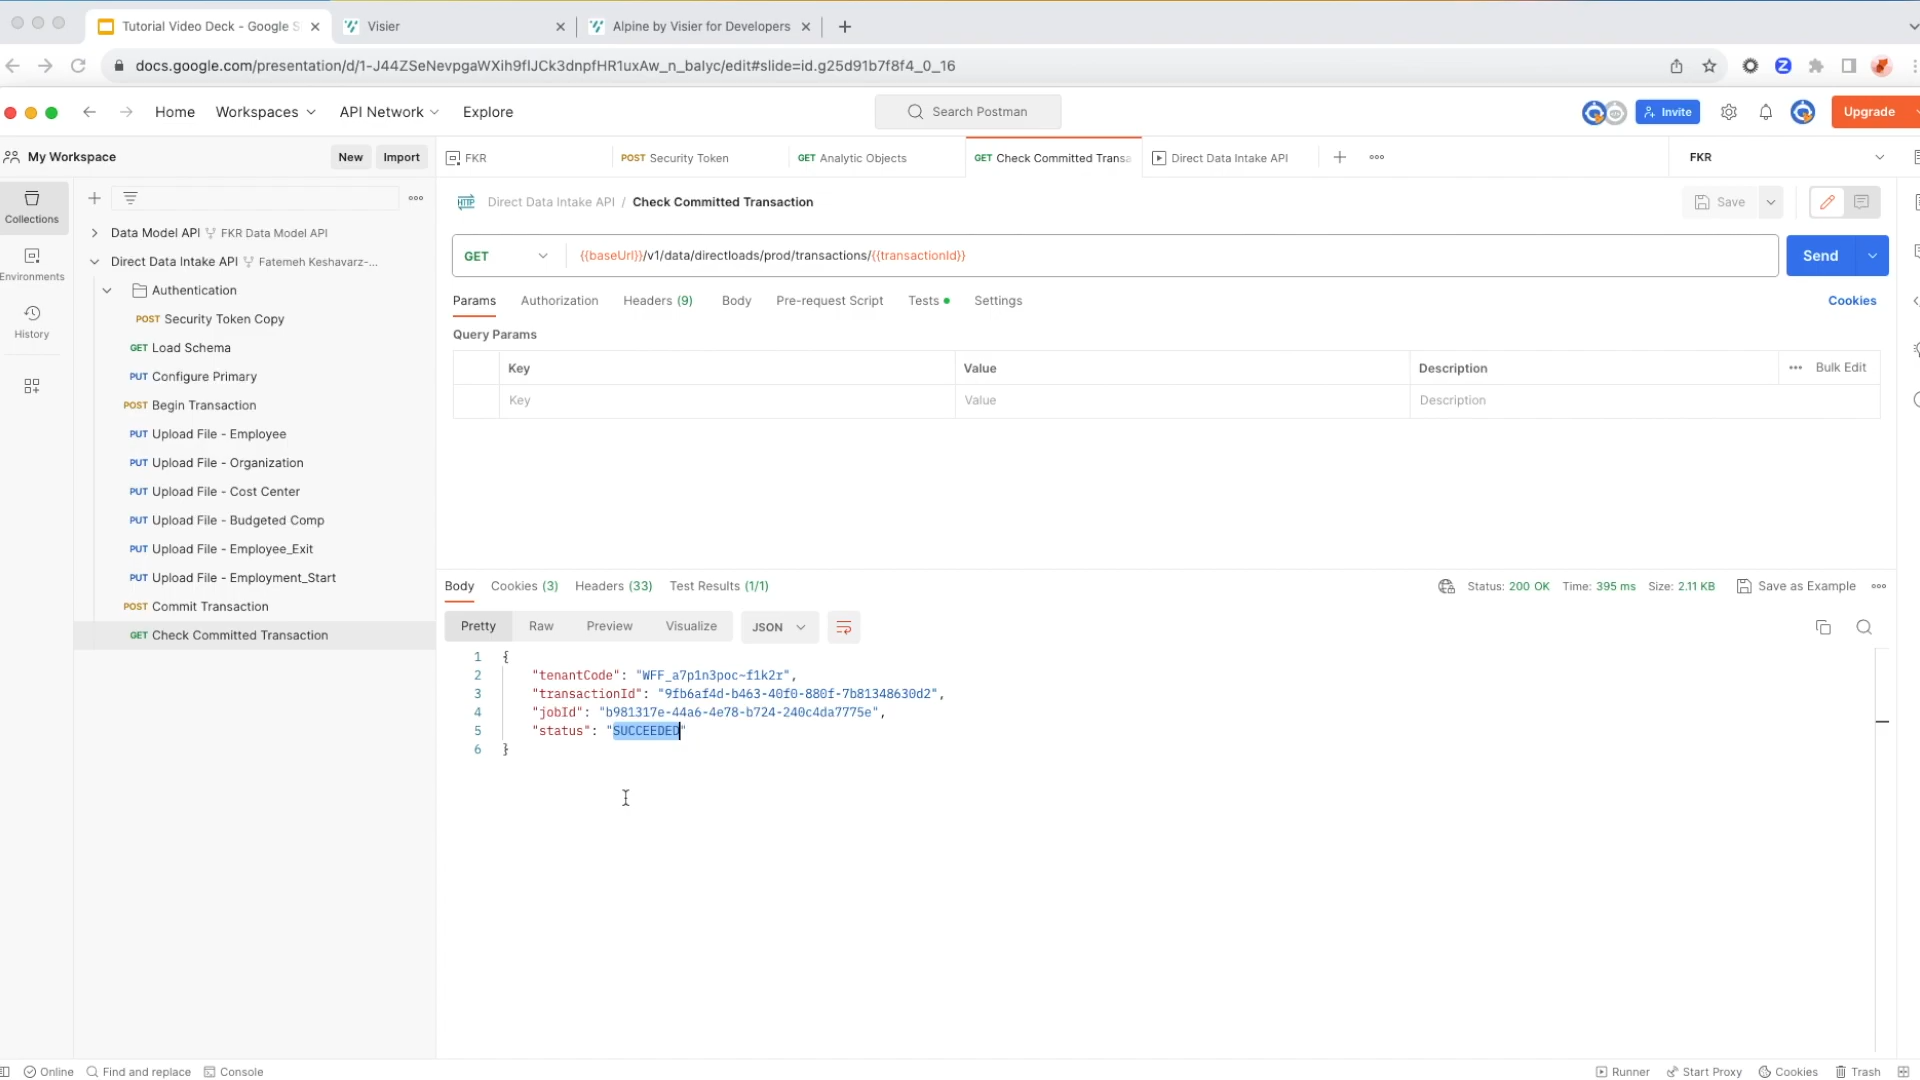 Tutorial Video Deck - Google S
Visier
Alpine by Visier for Developers
docs.google.com/presentation/d/1-J44ZSeNevpgaWXih9fIJCk3dnpfHR1uxAw_n_baIyc/edit#slide=id.g25d91b7f8f4_0_16
Home
Workspaces
API Network
Explore
Search Postman
Invite
Upgrade
My Workspace
New
Import
FKR
POST Security Token
GET Analytic Objects
GET Check Committed Transa
Direct Data Intake API
FKR
Collections
Environments
History
Data Model API FKR Data Model API
Direct Data Intake API Fatemeh Keshavarz-...
Authentication
POST Security Token Copy
GET Load Schema
PUT Configure Primary
POST Begin Transaction
PUT Upload File - Employee
PUT Upload File - Organization
PUT Upload File - Cost Center
PUT Upload File - Budgeted Comp
PUT Upload File - Employee_Exit
PUT Upload File - Employment_Start
POST Commit Transaction
GET Check Committed Transaction
HTTP Direct Data Intake API / Check Committed Transaction
Save
GET {{baseUrl}}/v1/data/directloads/prod/transactions/{{transactionId}}
Send
Params Authorization Headers (9) Body Pre-request Script Tests Settings Cookies
Query Params
Key Value Description Bulk Edit
Key Value Description
Body Cookies (3) Headers (33) Test Results (1/1) Status: 200 OK Time: 395 ms Size: 2.11 KB Save as Example
Pretty Raw Preview Visualize JSON
1 {
2 "tenantCode": "WFF_a7p1n3poc~f1k2r",
3 "transactionId": "9fb6af4d-b463-40f0-880f-7b81348630d2",
4 "jobId": "b981317e-44a6-4e78-b724-240c4da7775e",
5 "status": "SUCCEEDED"
6 }
Online Find and replace Console Runner Start Proxy Cookies Trash